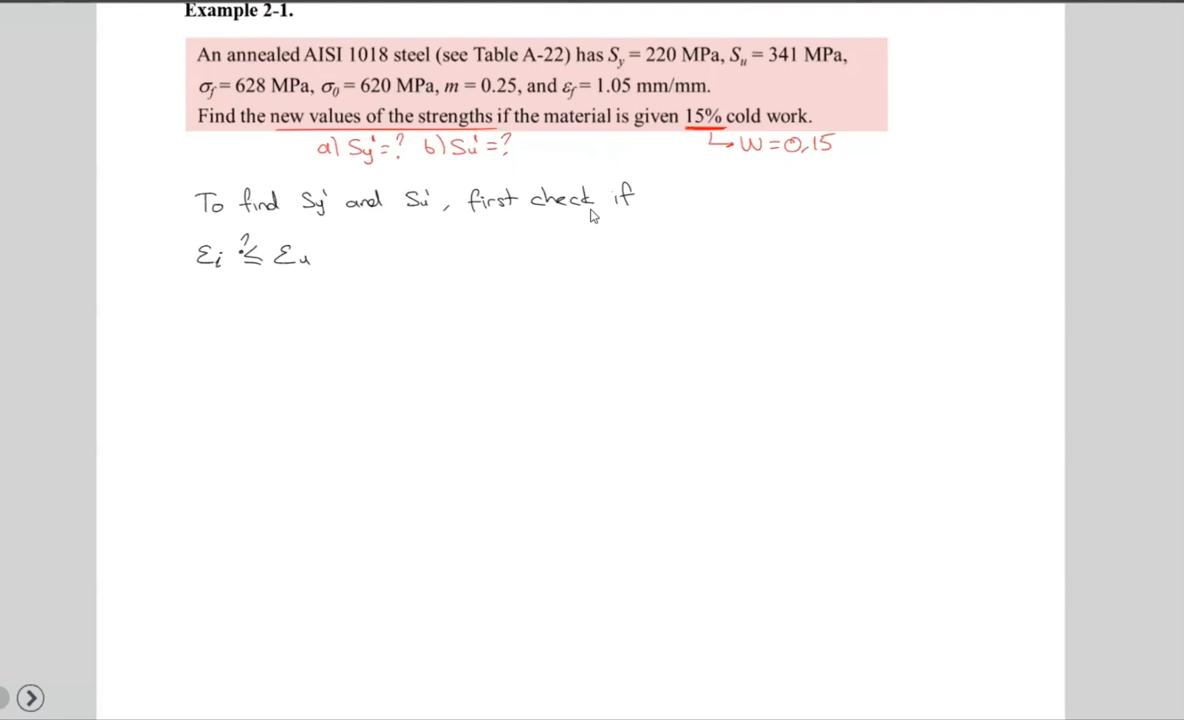 Example 2-1.
An annealed AISI 1018 steel (see Table A-22) has Sy = 220 MPa, Su = 341 MPa,
σf = 628 MPa, σ0 = 620 MPa, m = 0.25, and εf = 1.05 mm/mm.
Find the new values of the strengths if the material is given 15% cold work.
a) Sy' = ? b) Su' = ? ↳ W = 0,15
To find Sy' and Su', first check if
εi ≤? εu